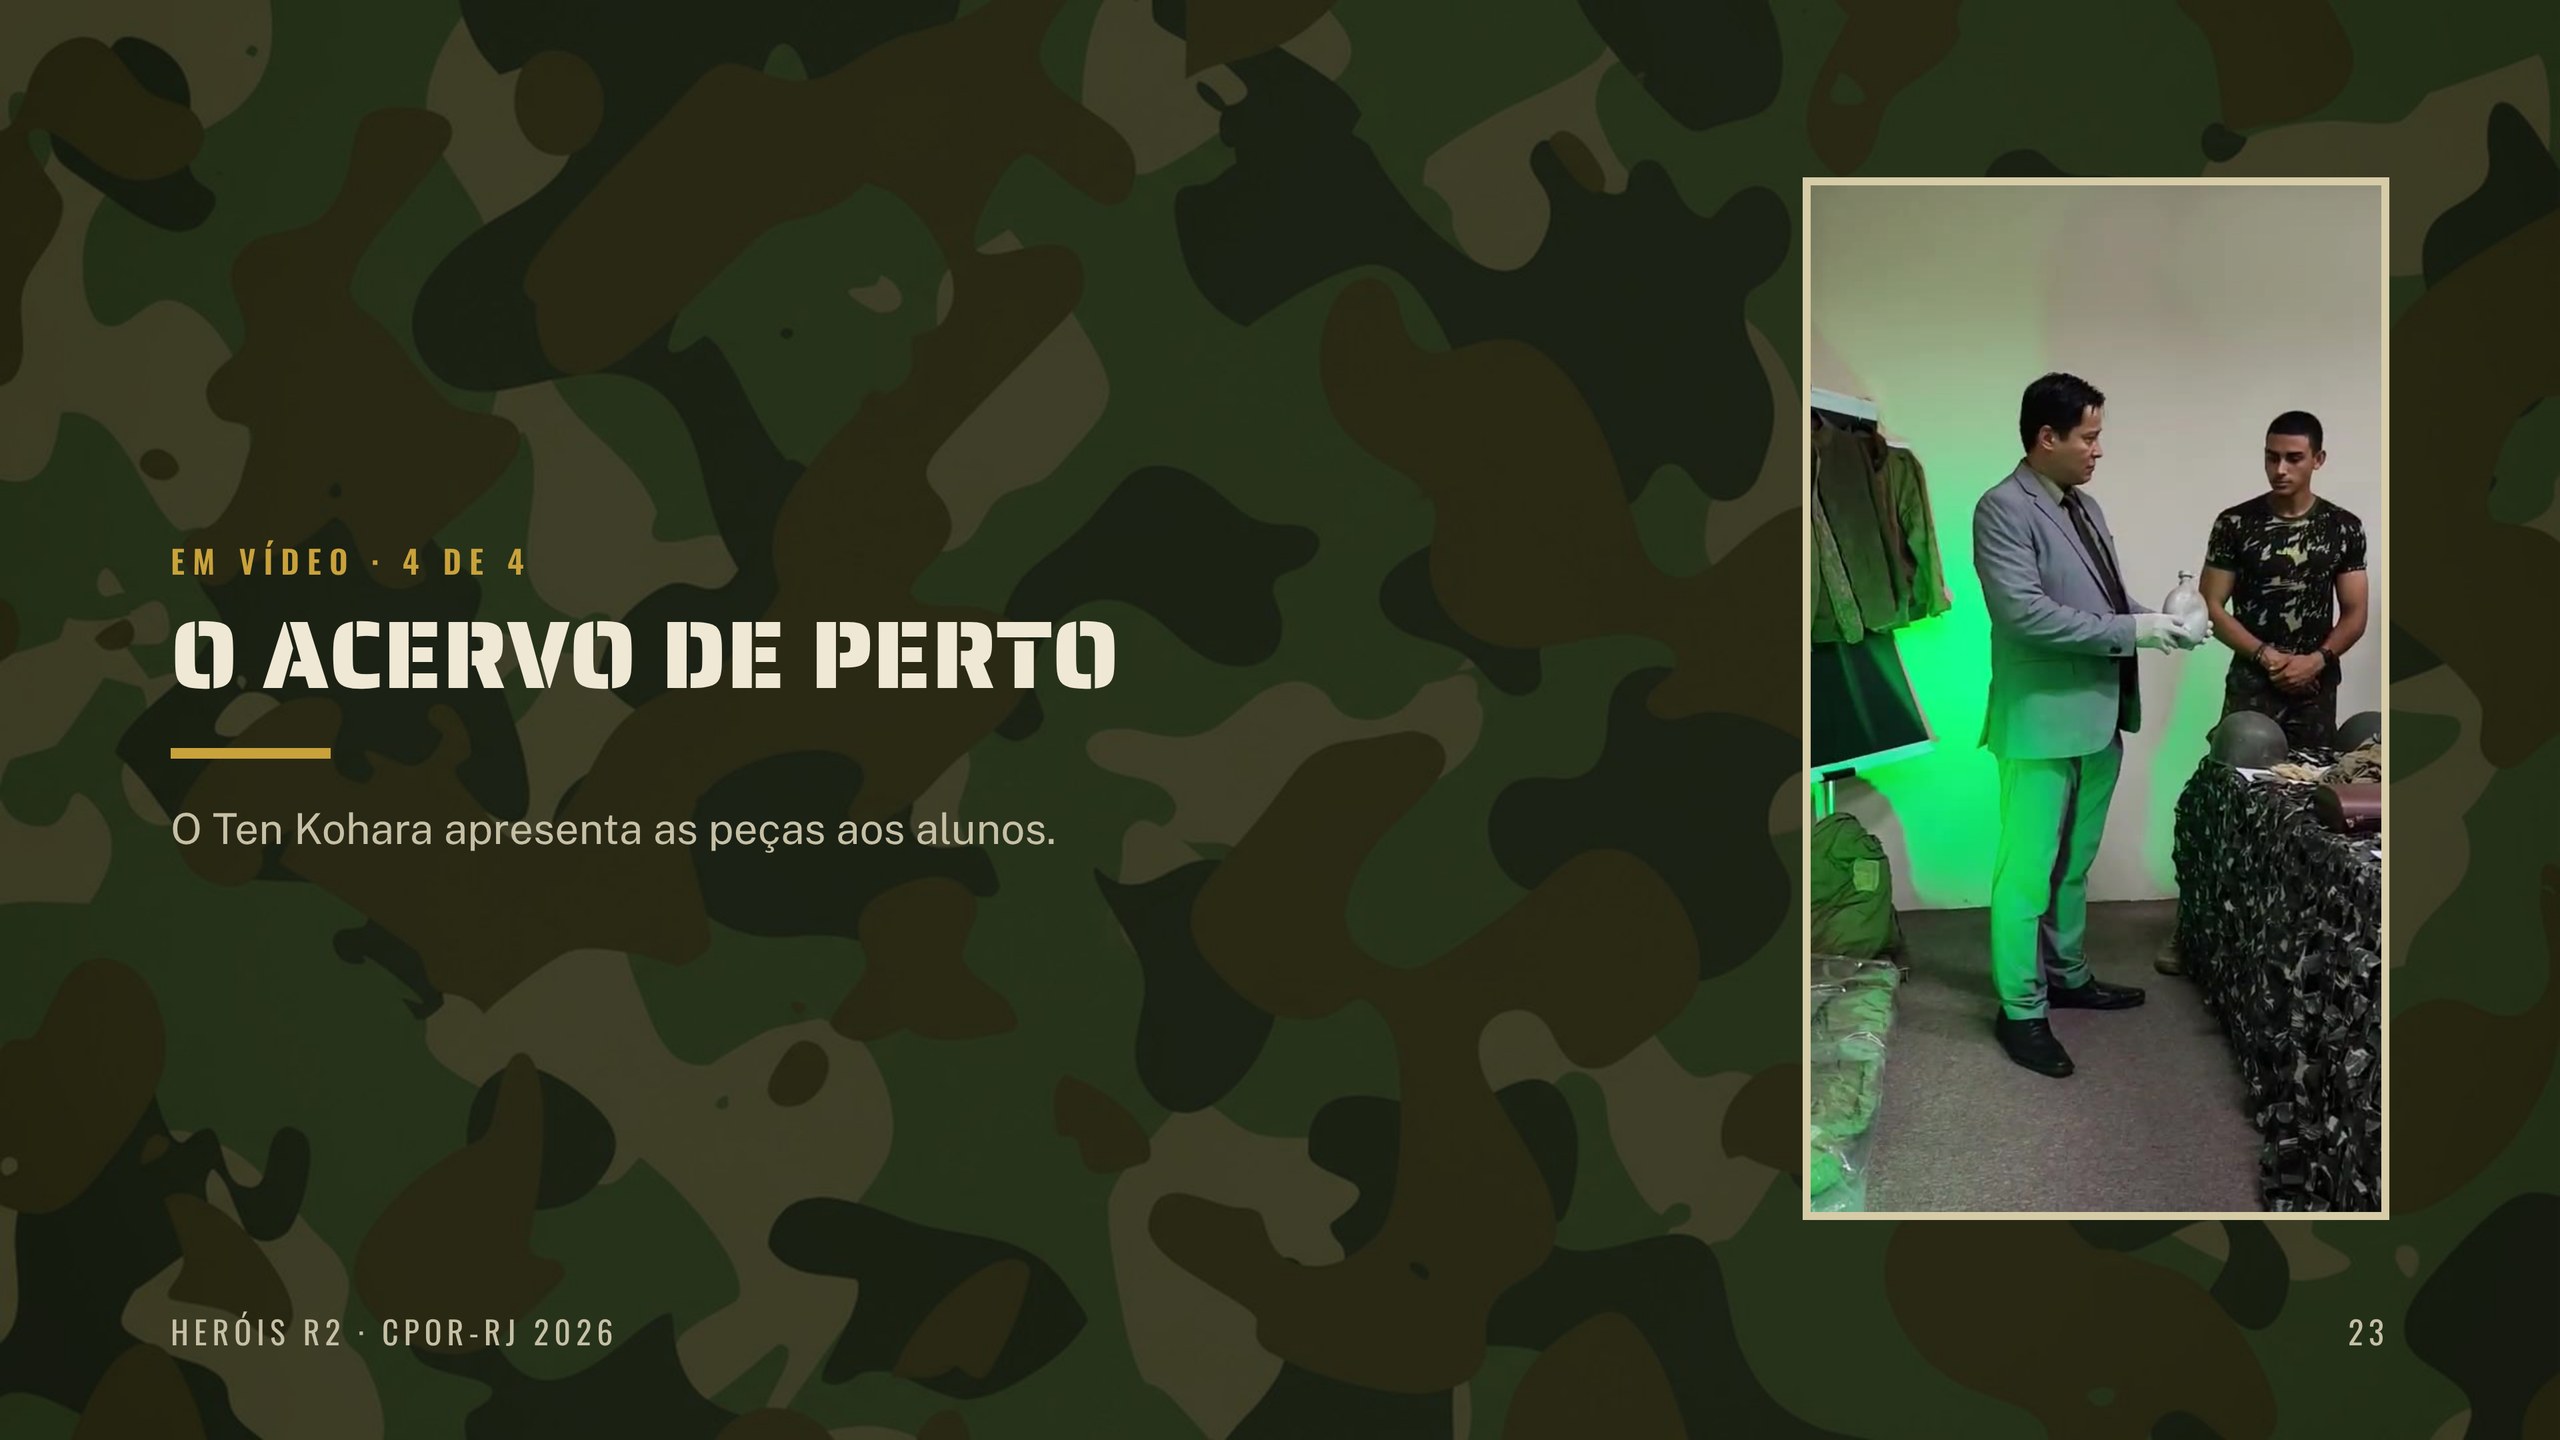 EM VÍDEO · 4 DE 4
O ACERVO DE PERTO
O Ten Kohara apresenta as peças aos alunos.
HERÓIS R2 · CPOR-RJ 2026
23